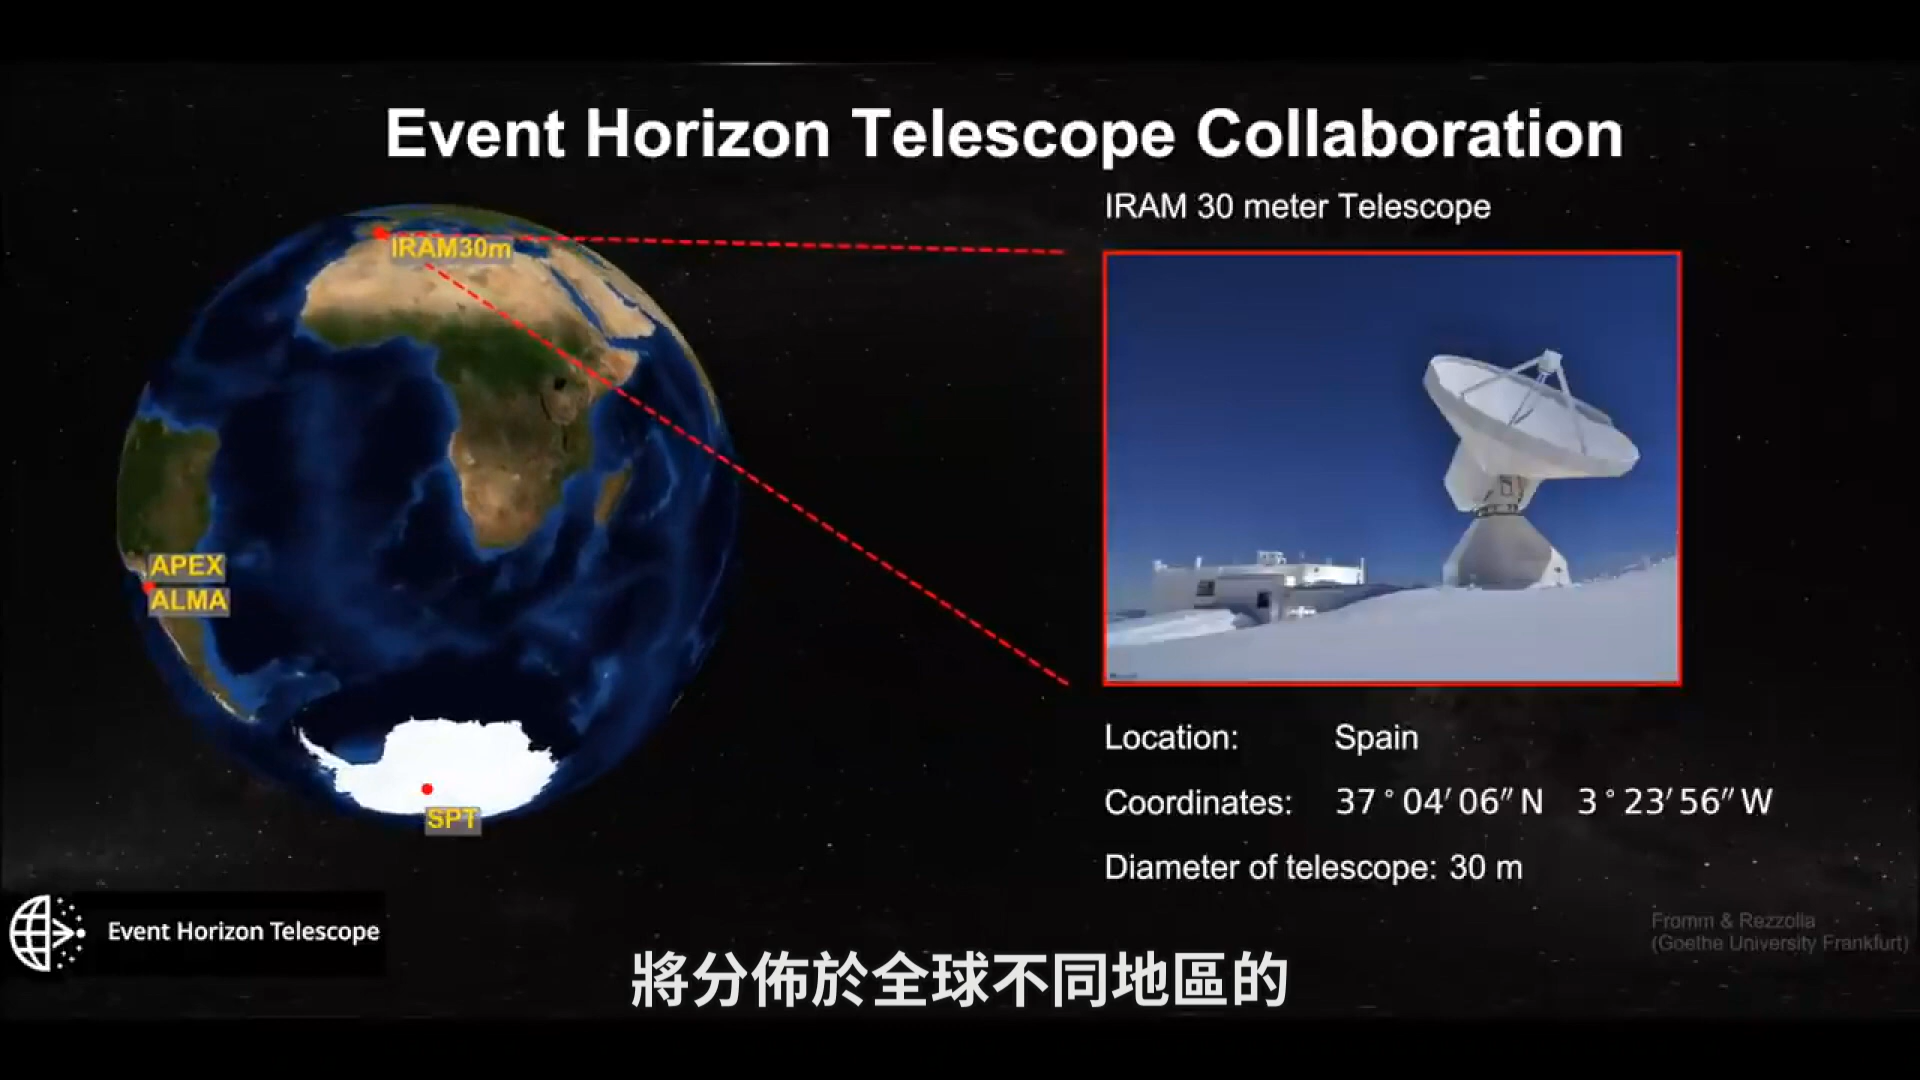 Event Horizon Telescope Collaboration
IRAM 30 meter Telescope
IRAM30m
APEX
ALMA
SPT
Location: Spain
Coordinates: 37°04′06″N 3°23′56″W
Diameter of telescope: 30 m
Fromm & Rezzolla
(Goethe University Frankfurt)
Event Horizon Telescope
將分佈於全球不同地區的